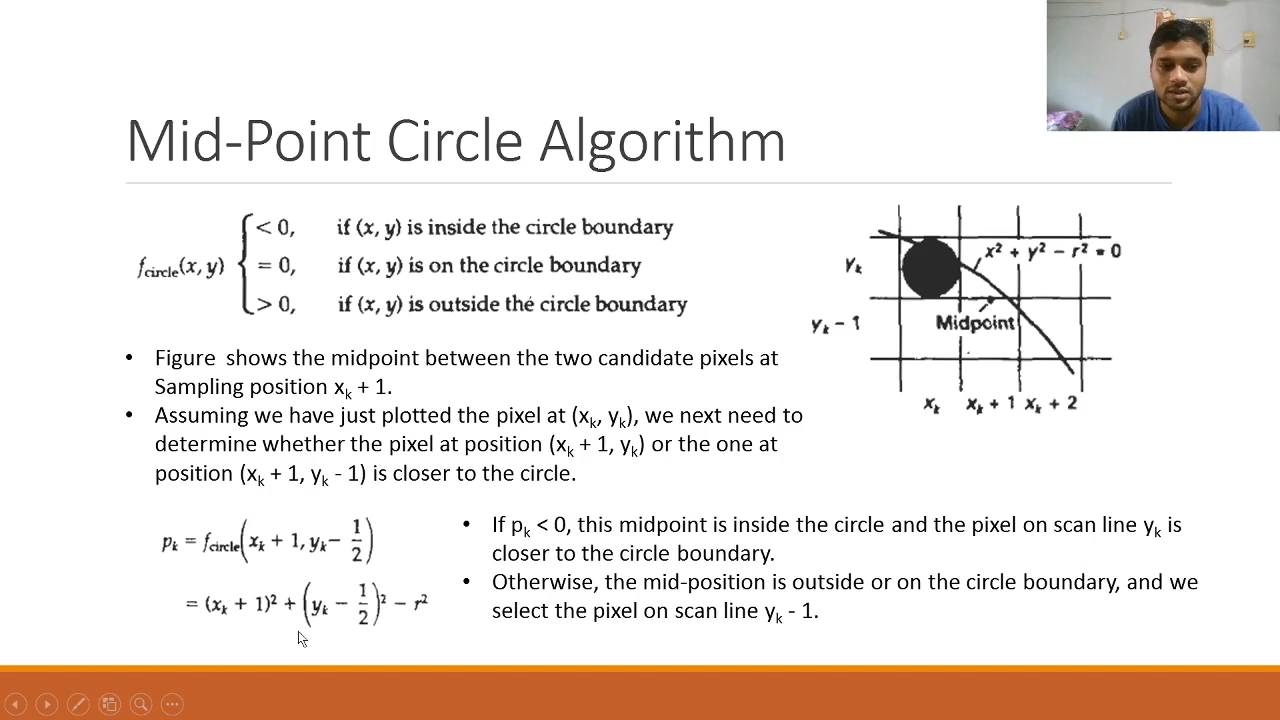 Mid-Point Circle Algorithm
f_circle(x, y) { < 0, if (x, y) is inside the circle boundary
= 0, if (x, y) is on the circle boundary
> 0, if (x, y) is outside the circle boundary
y_k
x² + y² − r² = 0
y_k − 1
Midpoint
x_k x_k + 1 x_k + 2
• Figure shows the midpoint between the two candidate pixels at
Sampling position x_k + 1.
• Assuming we have just plotted the pixel at (x_k, y_k), we next need to
determine whether the pixel at position (x_k + 1, y_k) or the one at
position (x_k + 1, y_k - 1) is closer to the circle.
p_k = f_circle(x_k + 1, y_k − 1/2)
= (x_k + 1)² + (y_k − 1/2)² − r²
• If p_k < 0, this midpoint is inside the circle and the pixel on scan line y_k is
closer to the circle boundary.
• Otherwise, the mid-position is outside or on the circle boundary, and we
select the pixel on scan line y_k - 1.